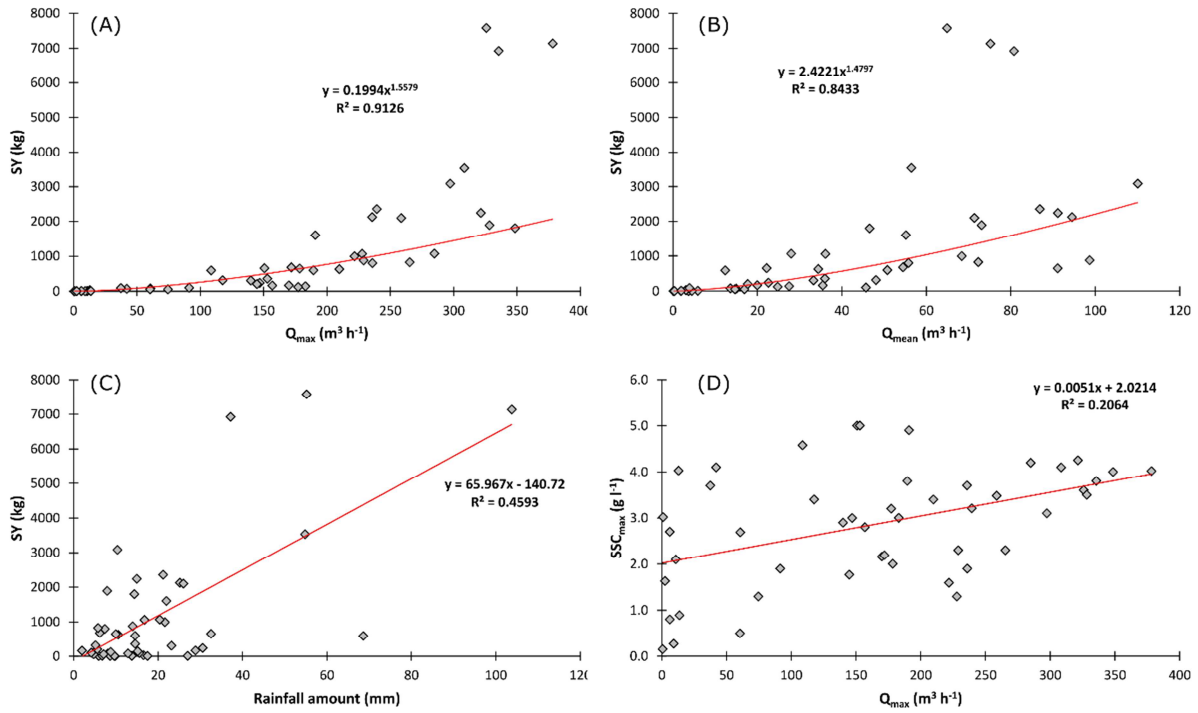 (A)
y = 0.1994x^1.5579
R² = 0.9126
SY (kg)
8000
7000
6000
5000
4000
3000
2000
1000
0
0 50 100 150 200 250 300 350 400
Qmax (m³ h⁻¹)
(B)
y = 2.4221x^1.4797
R² = 0.8433
SY (kg)
8000
7000
6000
5000
4000
3000
2000
1000
0
0 20 40 60 80 100 120
Qmean (m³ h⁻¹)
(C)
y = 65.967x - 140.72
R² = 0.4593
SY (kg)
8000
7000
6000
5000
4000
3000
2000
1000
0
0 20 40 60 80 100 120
Rainfall amount (mm)
(D)
y = 0.0051x + 2.0214
R² = 0.2064
SSCmax (g l⁻¹)
6.0
5.0
4.0
3.0
2.0
1.0
0.0
0 50 100 150 200 250 300 350 400
Qmax (m³ h⁻¹)